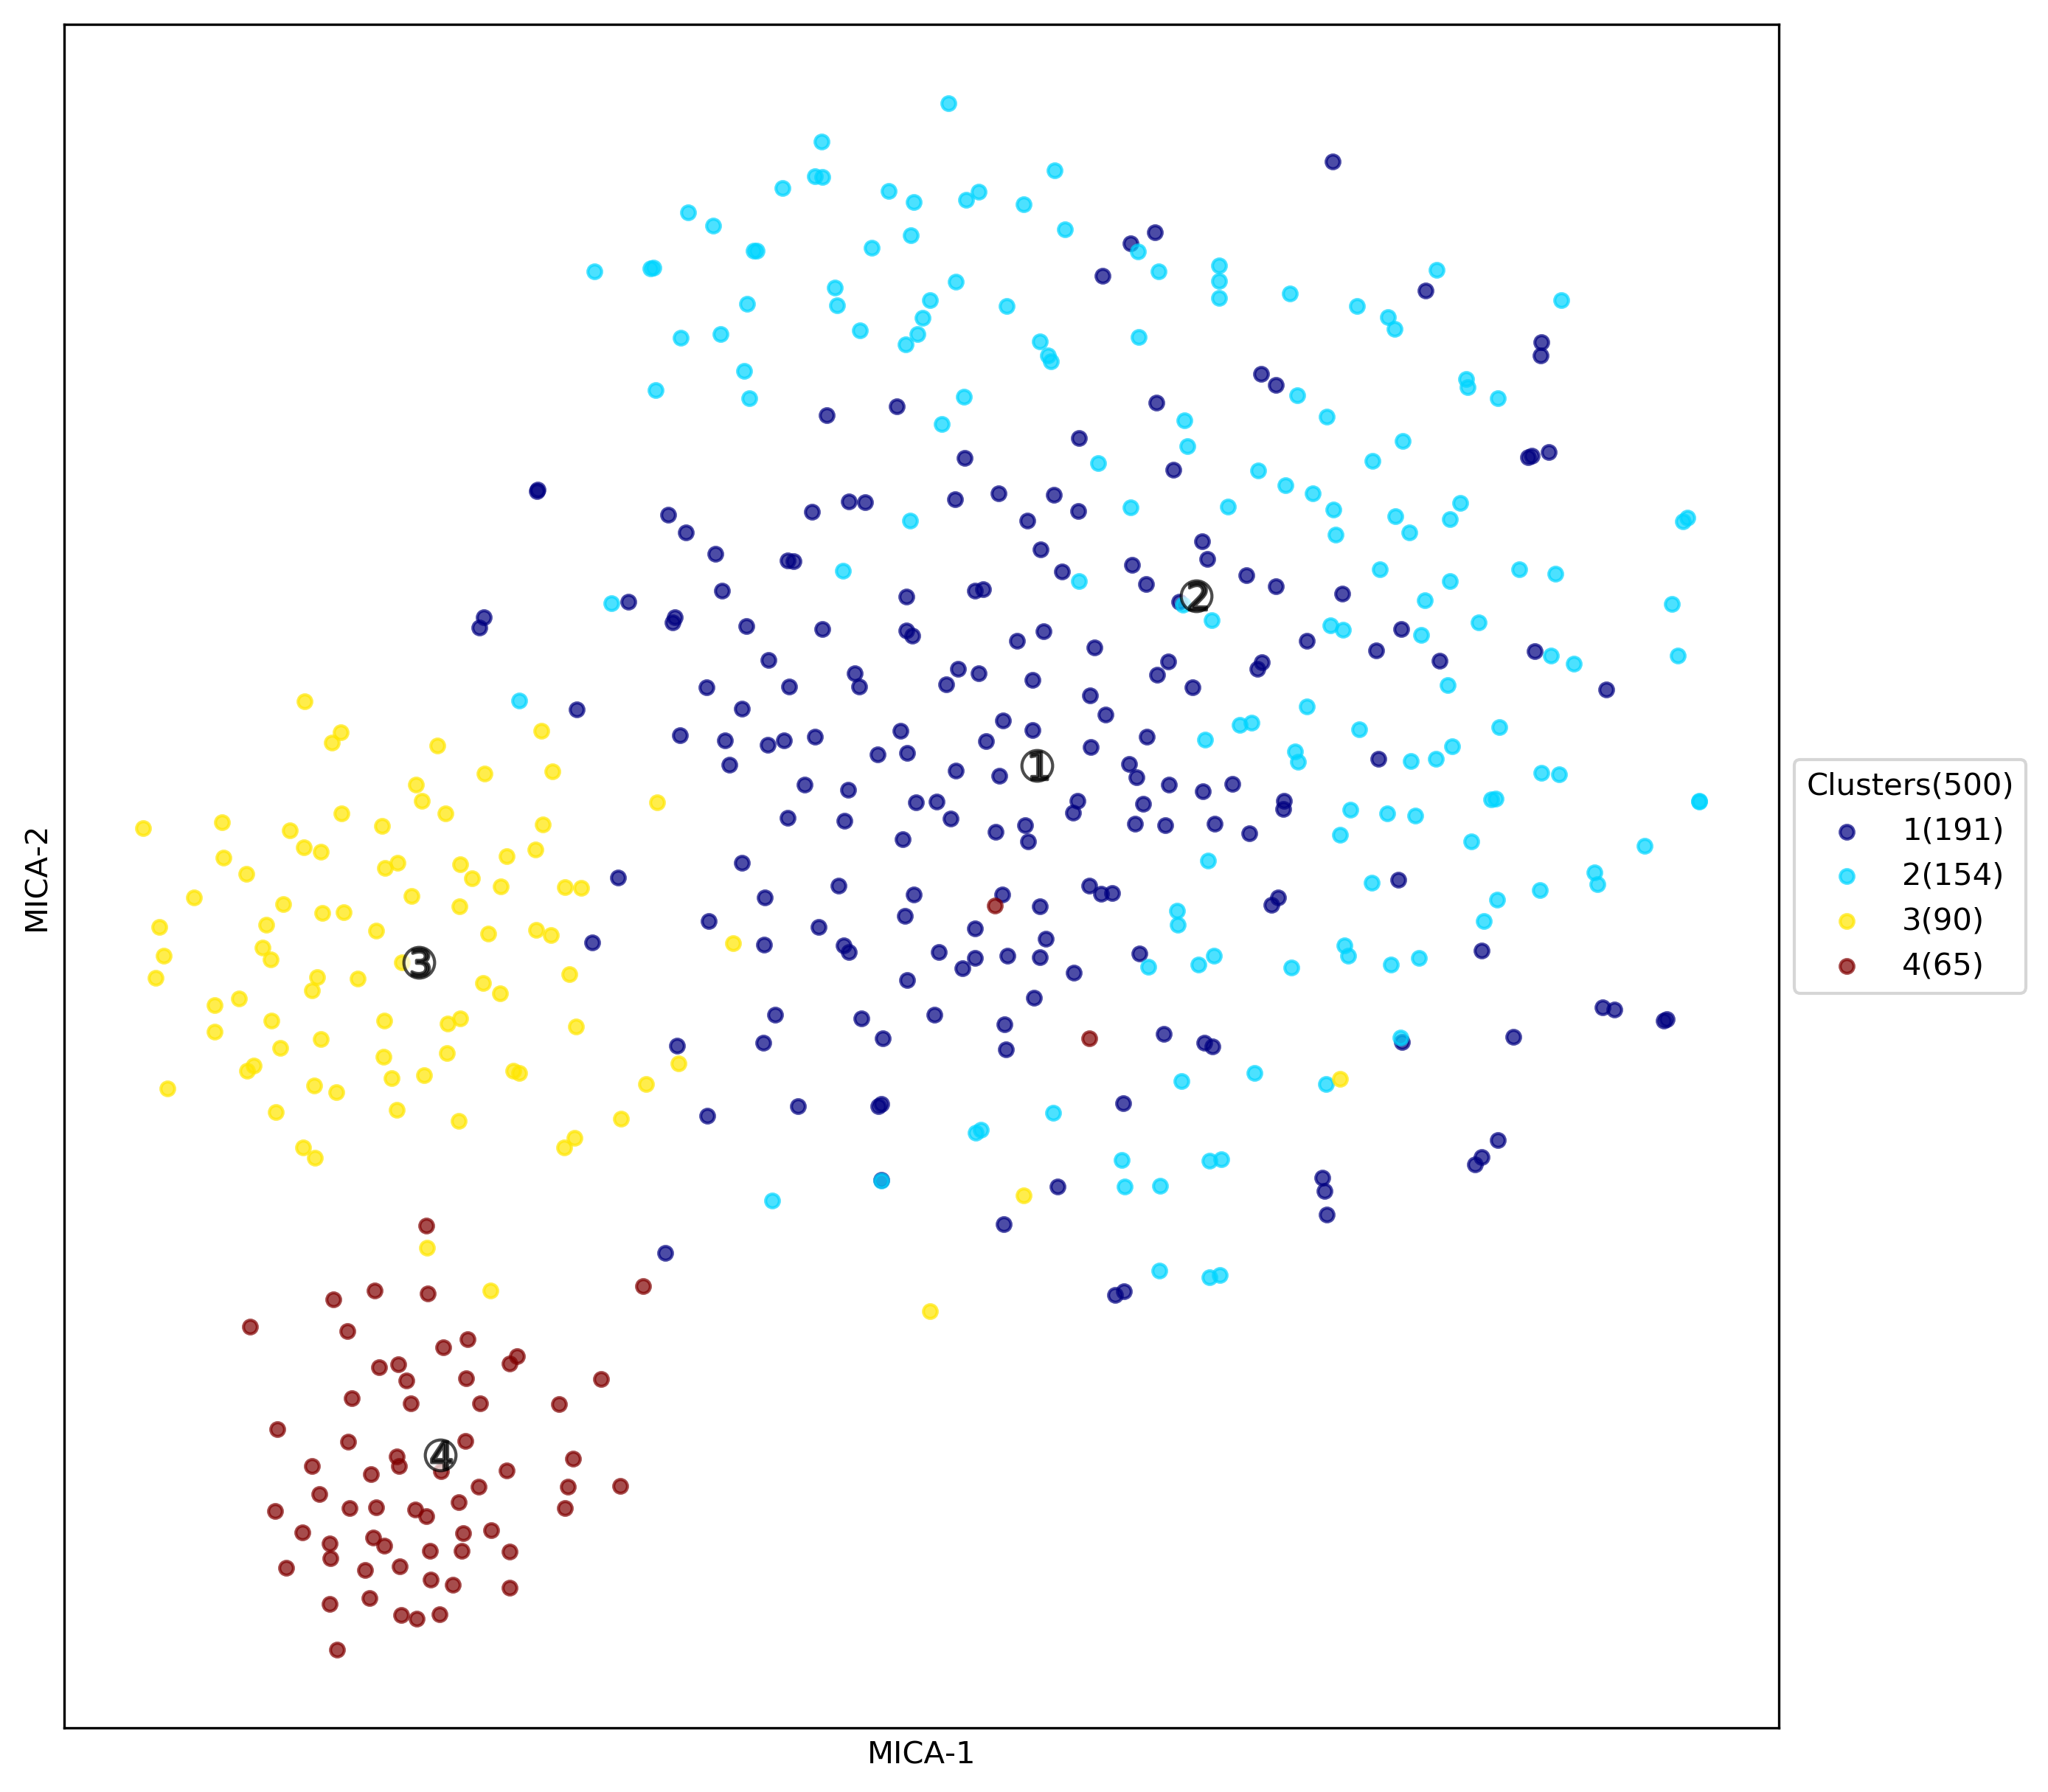 ②
①
③
④
MICA-2
MICA-1
Clusters(500)
1(191)
2(154)
3(90)
4(65)